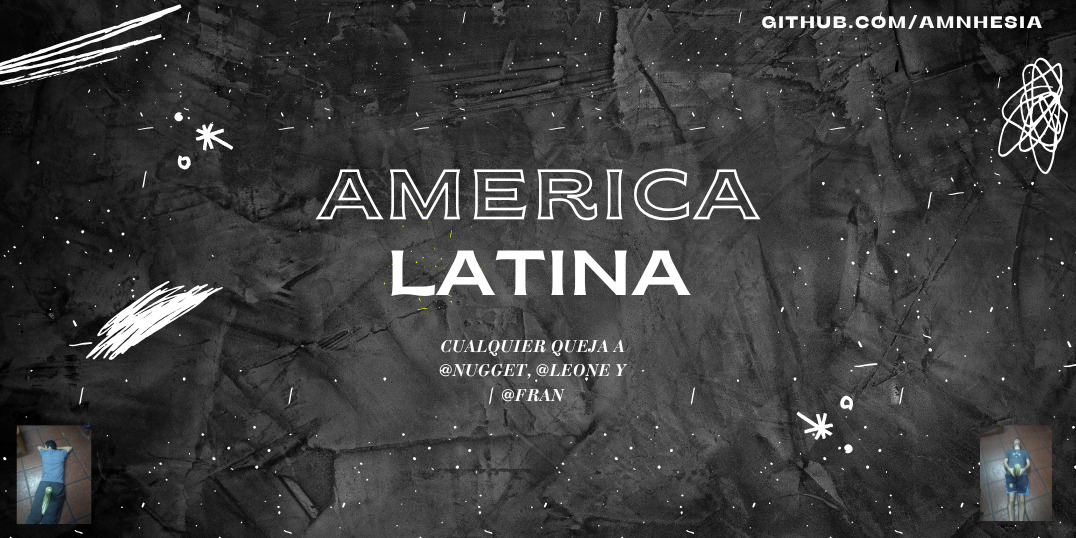 GITHUB.COM/AMNHESIA
AMERICA
LATINA
CUALQUIER QUEJA A
@NUGGET, @LEONE Y
| @FRAN